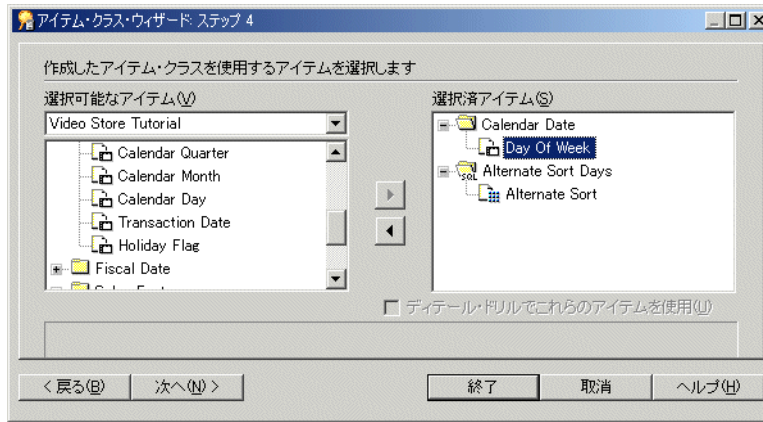 アイテム・クラス・ウィザード: ステップ 4
作成したアイテム・クラスを使用するアイテムを選択します
選択可能なアイテム(V)
Video Store Tutorial
Calendar Quarter
Calendar Month
Calendar Day
Transaction Date
Holiday Flag
Fiscal Date
選択済アイテム(S)
Calendar Date
Day Of Week
Alternate Sort Days
Alternate Sort
ディテール・ドリルでこれらのアイテムを使用(U)
< 戻る(B)
次へ(N) >
終了
取消
ヘルプ(H)